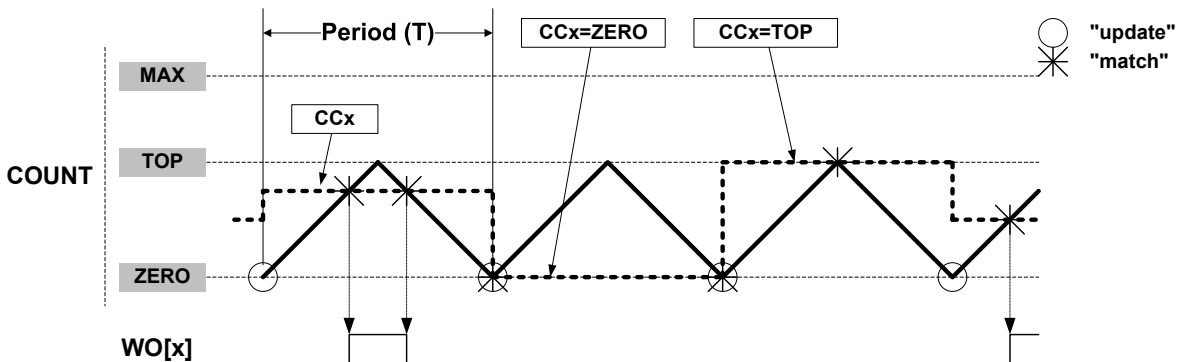 Period (T)
CCx=ZERO
CCx=TOP
"update"
"match"
MAX
CCx
TOP
COUNT
ZERO
WO[x]